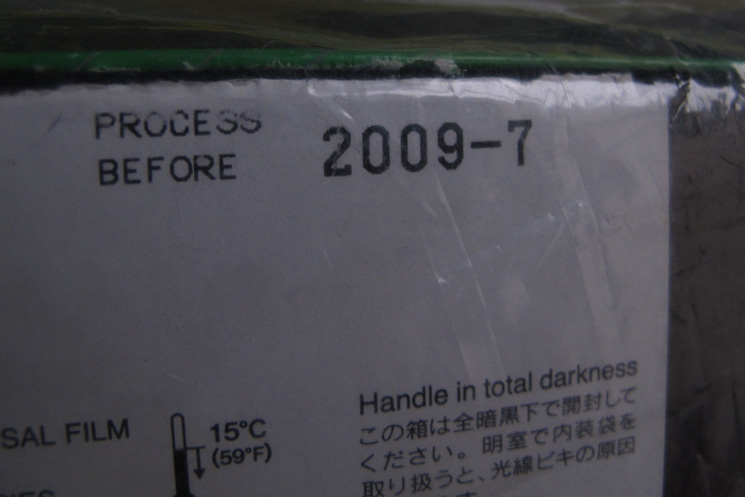 PROCESS
BEFORE
2009-7
SAL FILM
15°C
(59°F)
Handle in total darkness
この箱は全暗黒下で開封して
ください。明室で内装袋を
取り扱うと、光線ビキの原因